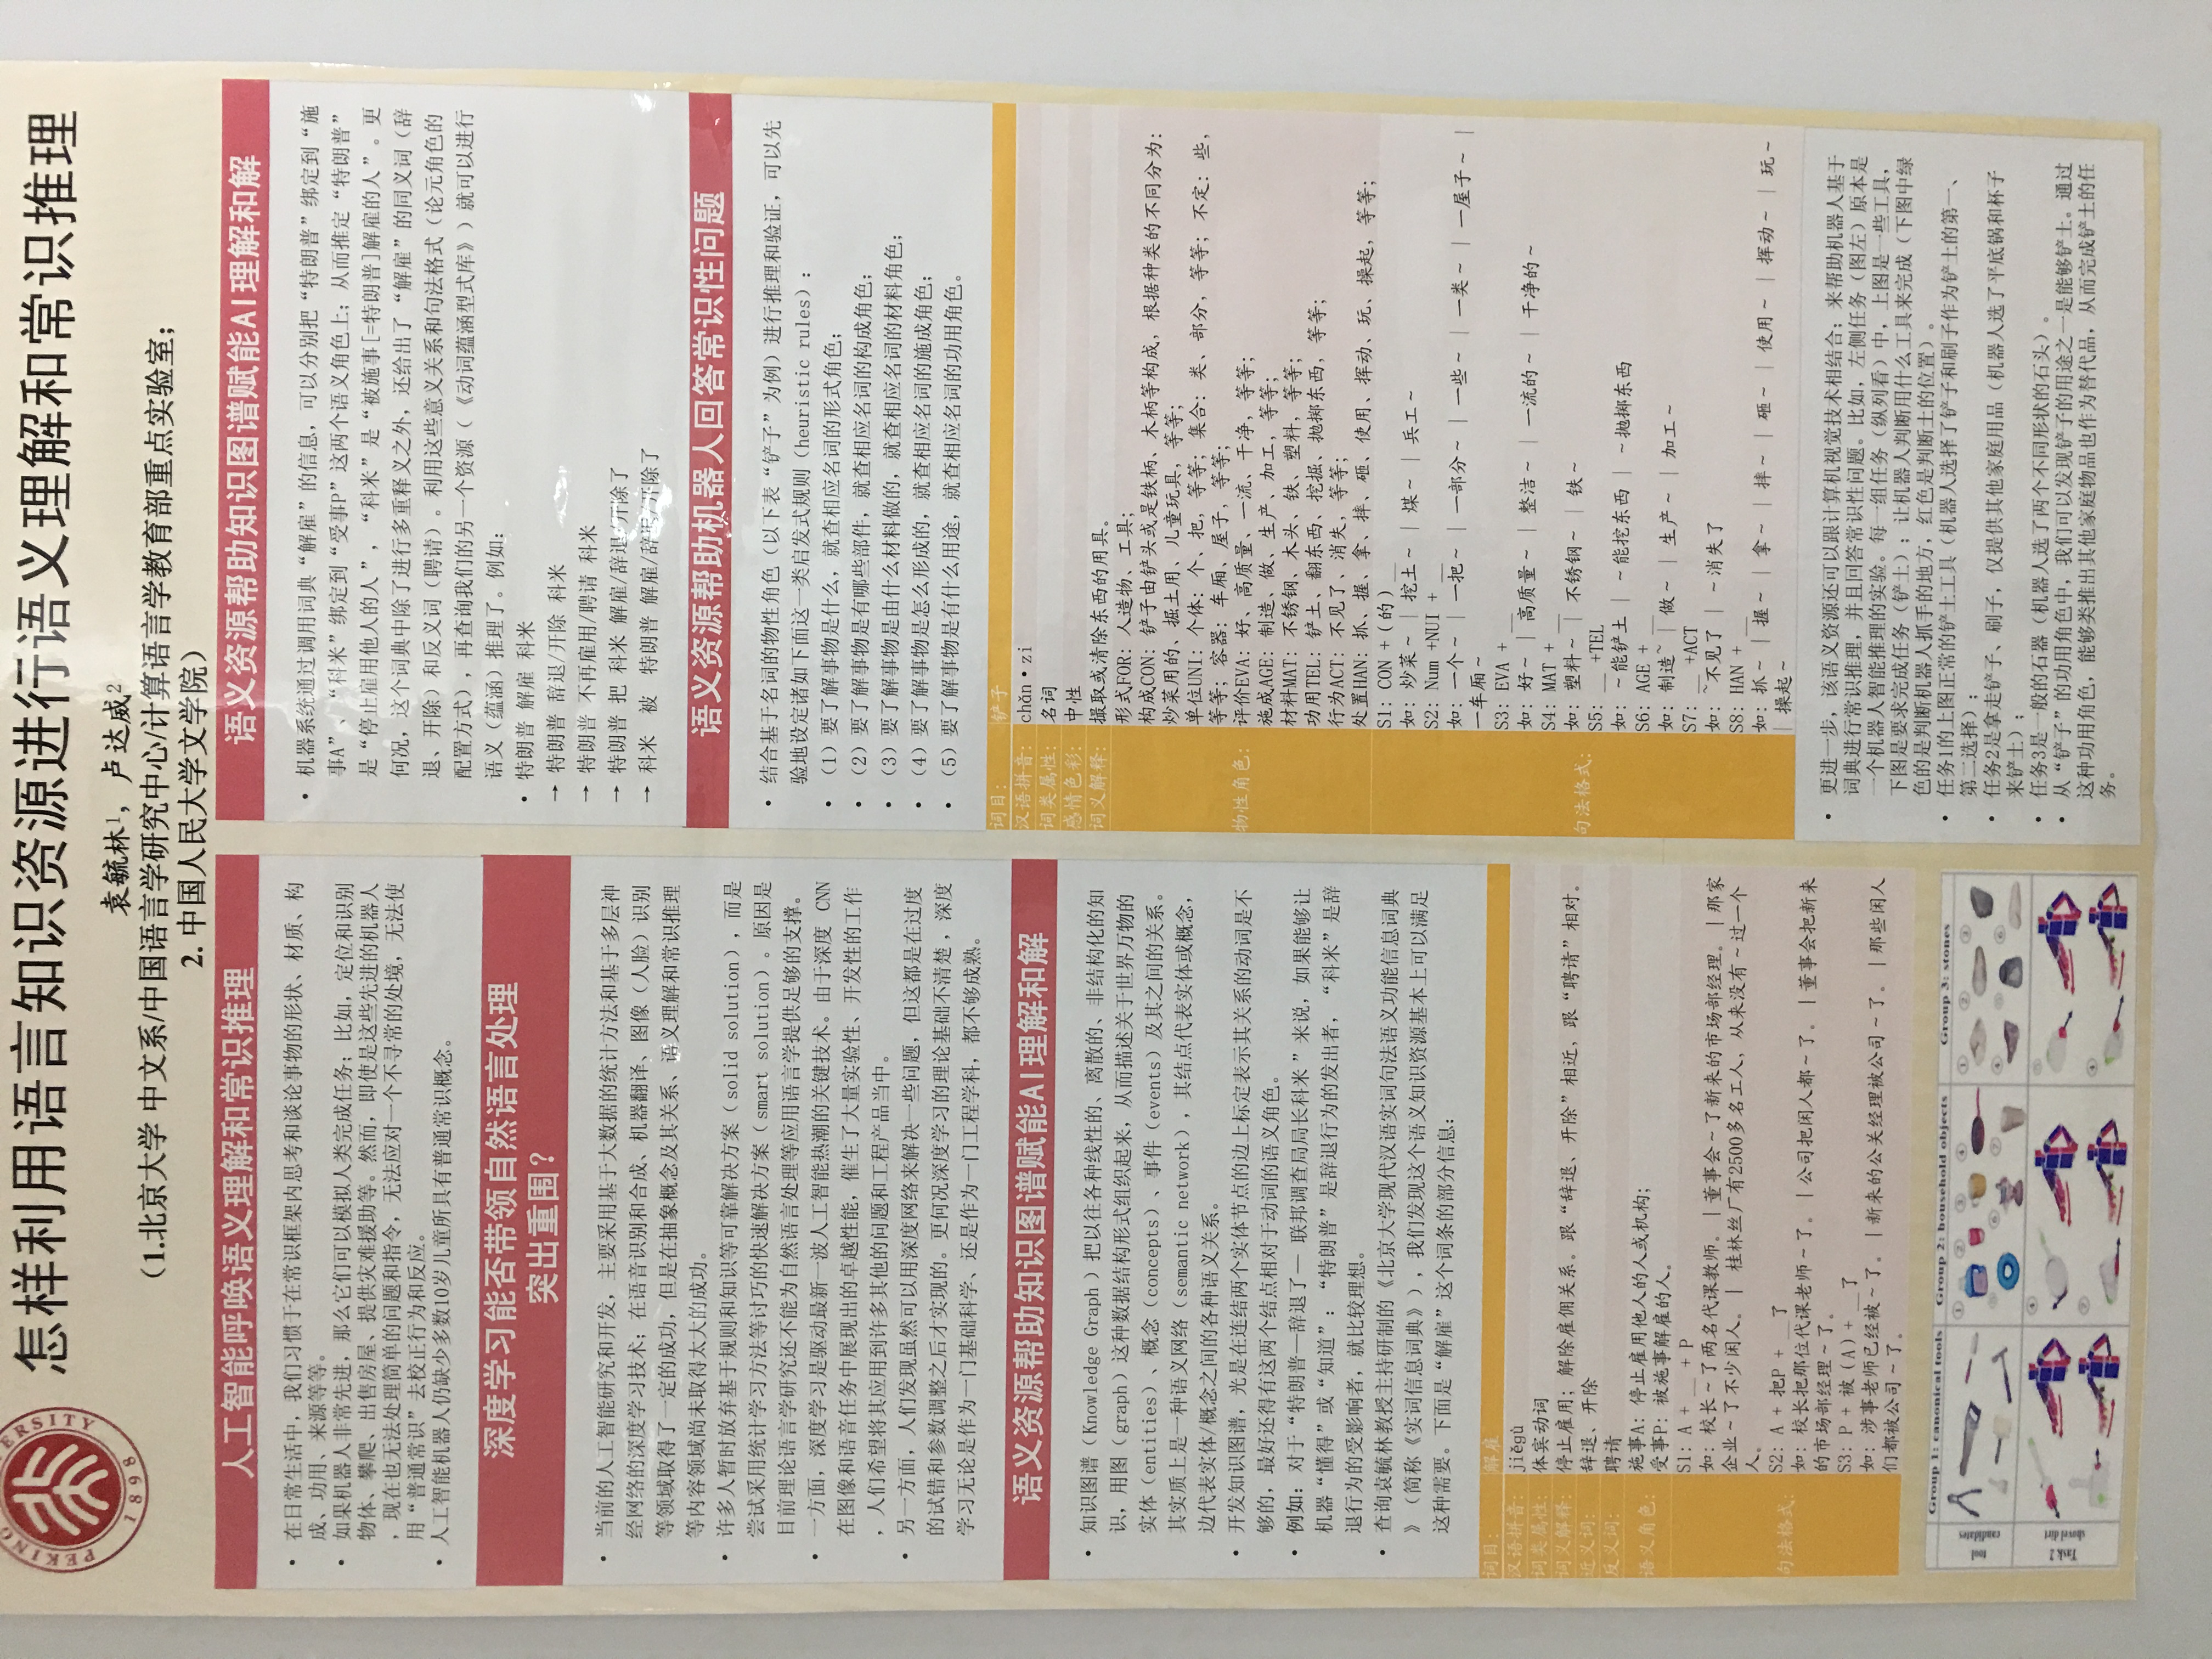 PEKING UNIVERSITY
1898
怎样利用语言知识资源进行语义理解和常识推理
袁毓林1，卢达威2
（1.北京大学 中文系/中国语言学研究中心/计算语言学教育部重点实验室；
2. 中国人民大学文学院）
人工智能呼唤语义理解和常识推理
• 在日常生活中，我们习惯于在常识框架内思考和谈论事物的形状、材质、构
成、功用、来源等等。
• 如果机器人非常先进，那么它们可以模拟人类完成任务；比如，定位和识别
物体、攀爬、出售房屋、提供灾难援助等。然而，即使是这些先进的机器人
，现在也无法处理简单的问题和指令，无法应对一个不寻常的处境，无法使
用“普通常识”去校正行为和反应。
• 人工智能机器人仍缺少多数10岁儿童所具有普通常识概念。
深度学习能否带领自然语言处理
突出重围？
• 当前的人工智能研究和开发，主要采用基于大数据的统计方法和基于多层神
经网络的深度学习技术；在语音识别和合成、机器翻译、图像（人脸）识别
等领域取得了一定的成功，但是在抽象概念及其关系、语义理解和常识推理
等内容领域尚未取得太大的成功。
• 许多人暂时放弃基于规则和知识等可靠解决方案（solid solution），而是
尝试采用统计学习方法等讨巧的快速解决方案（smart solution）。原因是
目前理论语言学研究还不能为自然语言处理等应用语言学提供足够的支撑。
• 一方面，深度学习是驱动最新一波人工智能热潮的关键技术。由于深度 CNN
在图像和语音任务中展现出的卓越性能，催生了大量实验性、开发性的工作
，人们希望将其应用到许多其他的问题和工程产品当中。
• 另一方面，人们发现虽然可以用深度网络来解决一些问题，但这都是在过度
的试错和参数调整之后才实现的。更何况深度学习的理论基础不清楚，深度
学习无论是作为一门基础科学、还是作为一门工程学科，都不够成熟。
语义资源帮助知识图谱赋能AI理解和解
• 知识图谱（Knowledge Graph）把以往各种线性的、离散的、非结构化的知
识，用图（graph）这种数据结构形式组织起来，从而描述关于世界万物的
实体（entities）、概念（concepts）、事件（events）及其之间的关系。
其实质上是一种语义网络（semantic network），其结点代表实体或概念，
边代表实体/概念之间的各种语义关系。
• 开发知识图谱，光是在连结两个实体节点的边上标定表示其关系的动词是不
够的，最好还得有这两个结点相对于动词的语义角色。
• 例如：对于“特朗普—辞退了— 联邦调查局局长科米”来说，如果能够让
机器“懂得”或“知道”：“特朗普”是辞退行为的发出者，“科米”是辞
退行为的受影响者，就比较理想。
• 查询袁毓林教授主持研制的《北京大学现代汉语实词句法语义功能信息词典
》（简称《实词信息词典》），我们发现这个语义知识资源基本上可以满足
这种需要。下面是“解雇”这个词条的部分信息：
词目： 解雇
汉语拼音： jiěgù
词类属性： 体宾动词
词义解释： 停止雇用；解除雇佣关系。跟“辞退、开除”相近，跟“聘请”相对。
近义词： 辞退、开除
反义词： 聘请
语义角色： 施事A：停止雇用他人的人或机构；
受事P：被施事解雇的人。
句法格式： S1：A + __ + P
如：校长～了两名代课教师。｜董事会～了新来的市场部经理。｜那家
企业～了不少闲人。｜ 桂林丝厂有2500多名工人，从来没有～过一个
人。
S2：A + 把P + __了
如：校长把那位代课老师～了。｜公司把闲人都～了。｜董事会把新来
的市场部经理～了。
S3：P + 被（A）+ __了
如：涉事老师已经被～了。｜新来的公关经理被公司～了。｜那些闲人
们都被公司～了。
Group 1: canonical tools
Group 2: household objects
Group 3: stones
tool candidates
Task 2 shovel dirt
语义资源帮助知识图谱赋能AI理解和解
• 机器系统通过调用词典“解雇”的信息，可以分别把“特朗普”绑定到“施
事A”、“科米”绑定到“受事P”这两个语义角色上；从而推定“特朗普”
是“停止雇用他人的人”，“科米”是“被施事[=特朗普]解雇的人”。更
何况，这个词典中除了进行多重释义之外，还给出了“解雇”的同义词（辞
退、开除）和反义词（聘请）。利用这些意义关系和句法格式（论元角色的
配置方式），再查询我们的另一个资源（《动词蕴涵型式库》）就可以进行
语义（蕴涵）推理了。例如：
• 特朗普 解雇 科米
→ 特朗普 辞退/开除 科米
→ 特朗普 不再雇用/聘请 科米
→ 特朗普 把 科米 解雇/辞退/开除了
→ 科米 被 特朗普 解雇/辞退/开除了
语义资源帮助机器人回答常识性问题
• 结合基于名词的物性角色（以下表“铲子”为例）进行推理和验证，可以先
验地设定诸如下面这一类启发式规则（heuristic rules）：
• （1）要了解事物是什么，就查相应名词的形式角色；
• （2）要了解事物是有哪些部件，就查相应名词的构成角色；
• （3）要了解事物是由什么材料做的，就查相应名词的材料角色；
• （4）要了解事物是怎么形成的，就查相应名词的施成角色；
• （5）要了解事物是有什么用途，就查相应名词的功用角色。
词目： 铲子
汉语拼音： chǎn·zi
词类属性： 名词
感情色彩： 中性
词义解释： 撮取或清除东西的用具。
物性角色： 形式FOR：人造物、工具；
构成CON：铲子由铲头或是铁柄、木柄等构成，根据种类的不同分为：
炒菜用的、掘土用、儿童玩具，等等；
单位UNI：个体：个、把，等等；集合：类、部分，等等；不定：些，
等等；容器：车厢、屋子，等等；
评价EVA：好、高质量、一流、干净，等等；
施成AGE：制造、做、生产、加工，等等；
材料MAT：不锈钢、木头、铁、塑料，等等；
功用TEL：铲土、翻东西、挖掘、抛掷东西，等等；
行为ACT：不见了、消失，等等；
处置HAN：抓、握、拿、摔、砸、使用、挥动、玩、操起，等等；
句法格式： S1：CON +（的）__
如：炒菜～｜挖土～｜煤～｜兵工～
S2：Num +NUI + __
如：一个～｜一把～｜一部分～｜一些～｜一类～｜一屋子～｜
一车厢～
S3：EVA + __
如：好～｜高质量～｜整洁～｜一流的～｜干净的～
S4：MAT + __
如：塑料～｜不锈钢～｜铁～
S5：__ +TEL
如：～能铲土｜～能挖东西｜～抛掷东西
S6：AGE + __
如：制造～｜做～｜生产～｜加工～
S7：__ +ACT
如：～不见了｜～消失了
S8：HAN + __
如：抓～｜握～｜拿～｜摔～｜砸～｜使用～｜挥动～｜玩～
｜操起～
• 更进一步，该语义资源还可以跟计算机视觉技术相结合；来帮助机器人基于
词典进行常识推理，并且回答常识性问题。比如，左侧任务（图左）原本是
一个机器人智能推理的实验。每一组任务（纵列看）中，上图是一些工具，
下图是要求完成任务（铲土）；让机器人判断用什么工具来完成（下图中绿
色的是判断机器人抓手的地方，红色是判断土的位置）。
• 任务1的上图正常的铲土工具（机器人选择了铲子和刷子作为铲土的第一、
第二选择）；
• 任务2是拿走铲子、刷子，仅提供其他家庭用品（机器人选了平底锅和杯子
来铲土）；
• 任务3是一般的石器（机器人选了两个不同形状的石头）。
• 从“铲子”的功用角色中，我们可以发现铲子的用途之一是能够铲土。通过
这种功用角色，能够类推出其他家庭物品也作为替代品，从而完成铲土的任
务。